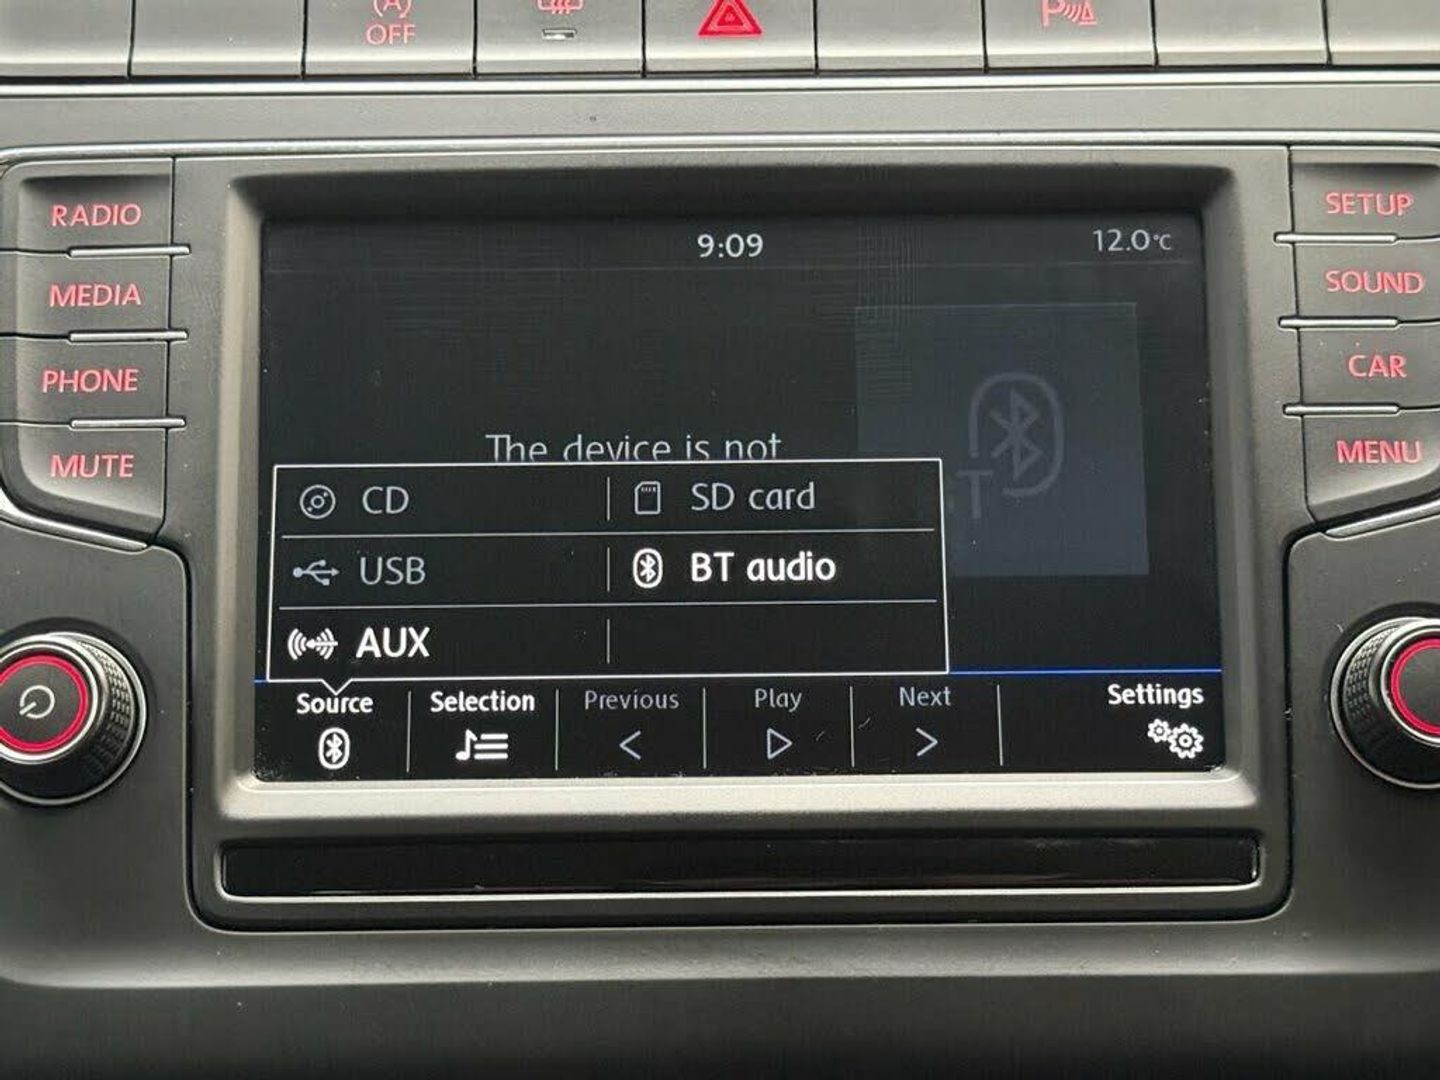 OFF
P
RADIO
MEDIA
PHONE
MUTE
SETUP
SOUND
CAR
MENU
9:09
12.0°C
The device is not
CD
SD card
USB
BT audio
AUX
Source
Selection
Previous
Play
Next
Settings